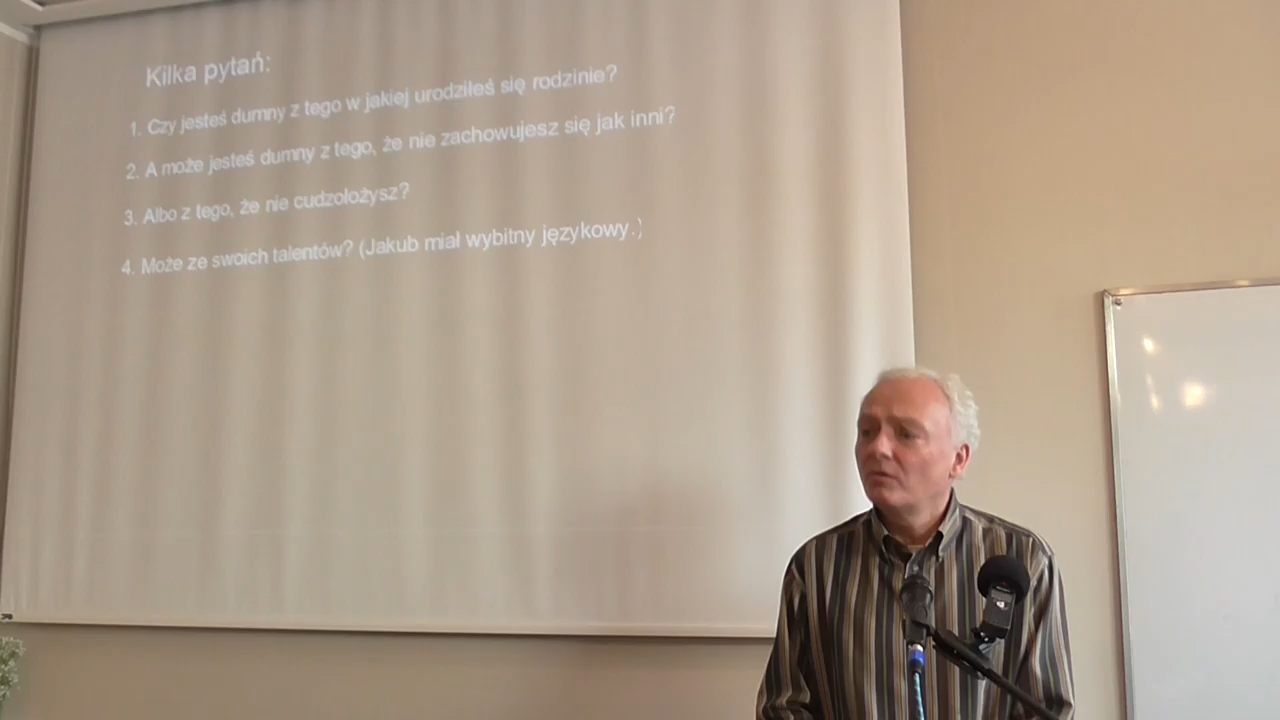 Kilka pytań:
1. Czy jesteś dumny z tego w jakiej urodziłeś się rodzinie?
2. A może jesteś dumny z tego, że nie zachowujesz się jak inni?
3. Albo z tego, że nie cudzołożysz?
4. Może ze swoich talentów? (Jakub miał wybitny językowy.)